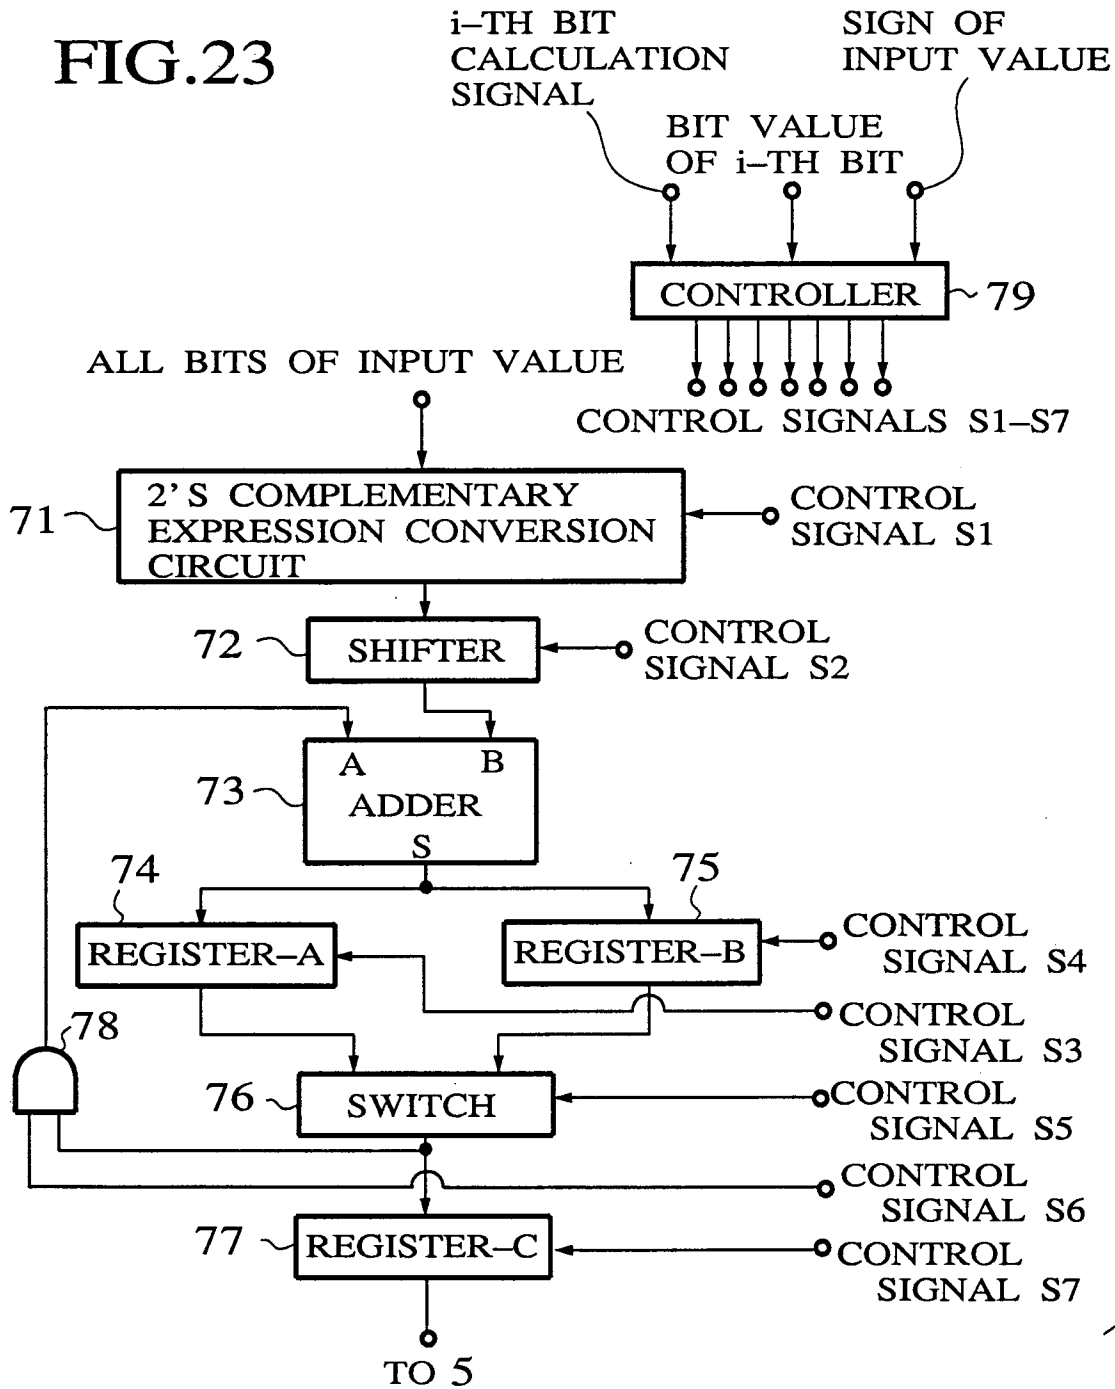 FIG.23
i–TH BIT
CALCULATION
SIGNAL
SIGN OF
INPUT VALUE
BIT VALUE
OF i–TH BIT
CONTROLLER
79
CONTROL SIGNALS S1–S7
ALL BITS OF INPUT VALUE
71
2'S COMPLEMENTARY
EXPRESSION CONVERSION
CIRCUIT
CONTROL
SIGNAL S1
72
SHIFTER
CONTROL
SIGNAL S2
A
B
73
ADDER
S
74
75
REGISTER–A
REGISTER–B
CONTROL
SIGNAL S4
78
CONTROL
SIGNAL S3
76
SWITCH
CONTROL
SIGNAL S5
CONTROL
SIGNAL S6
77
REGISTER–C
CONTROL
SIGNAL S7
TO 5